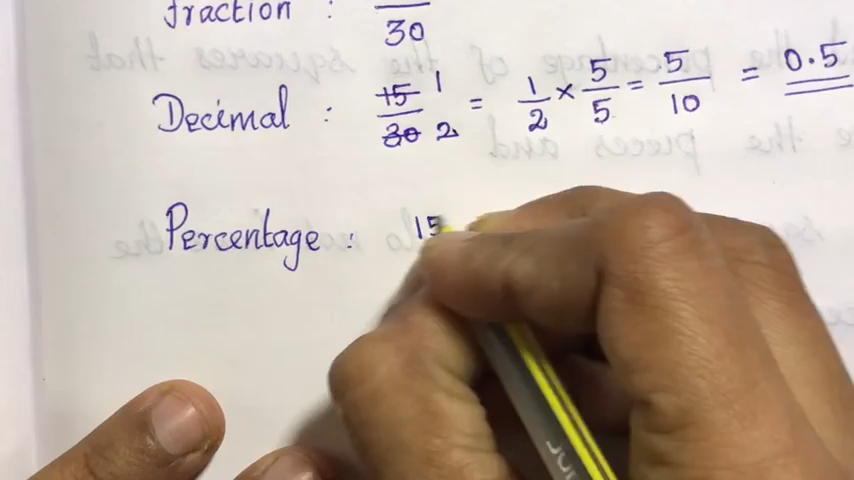 fraction : —
30
Decimal : 15/30 1/2 = 1/2 × 5/5 = 5/10 = 0.5
Percentage : 15